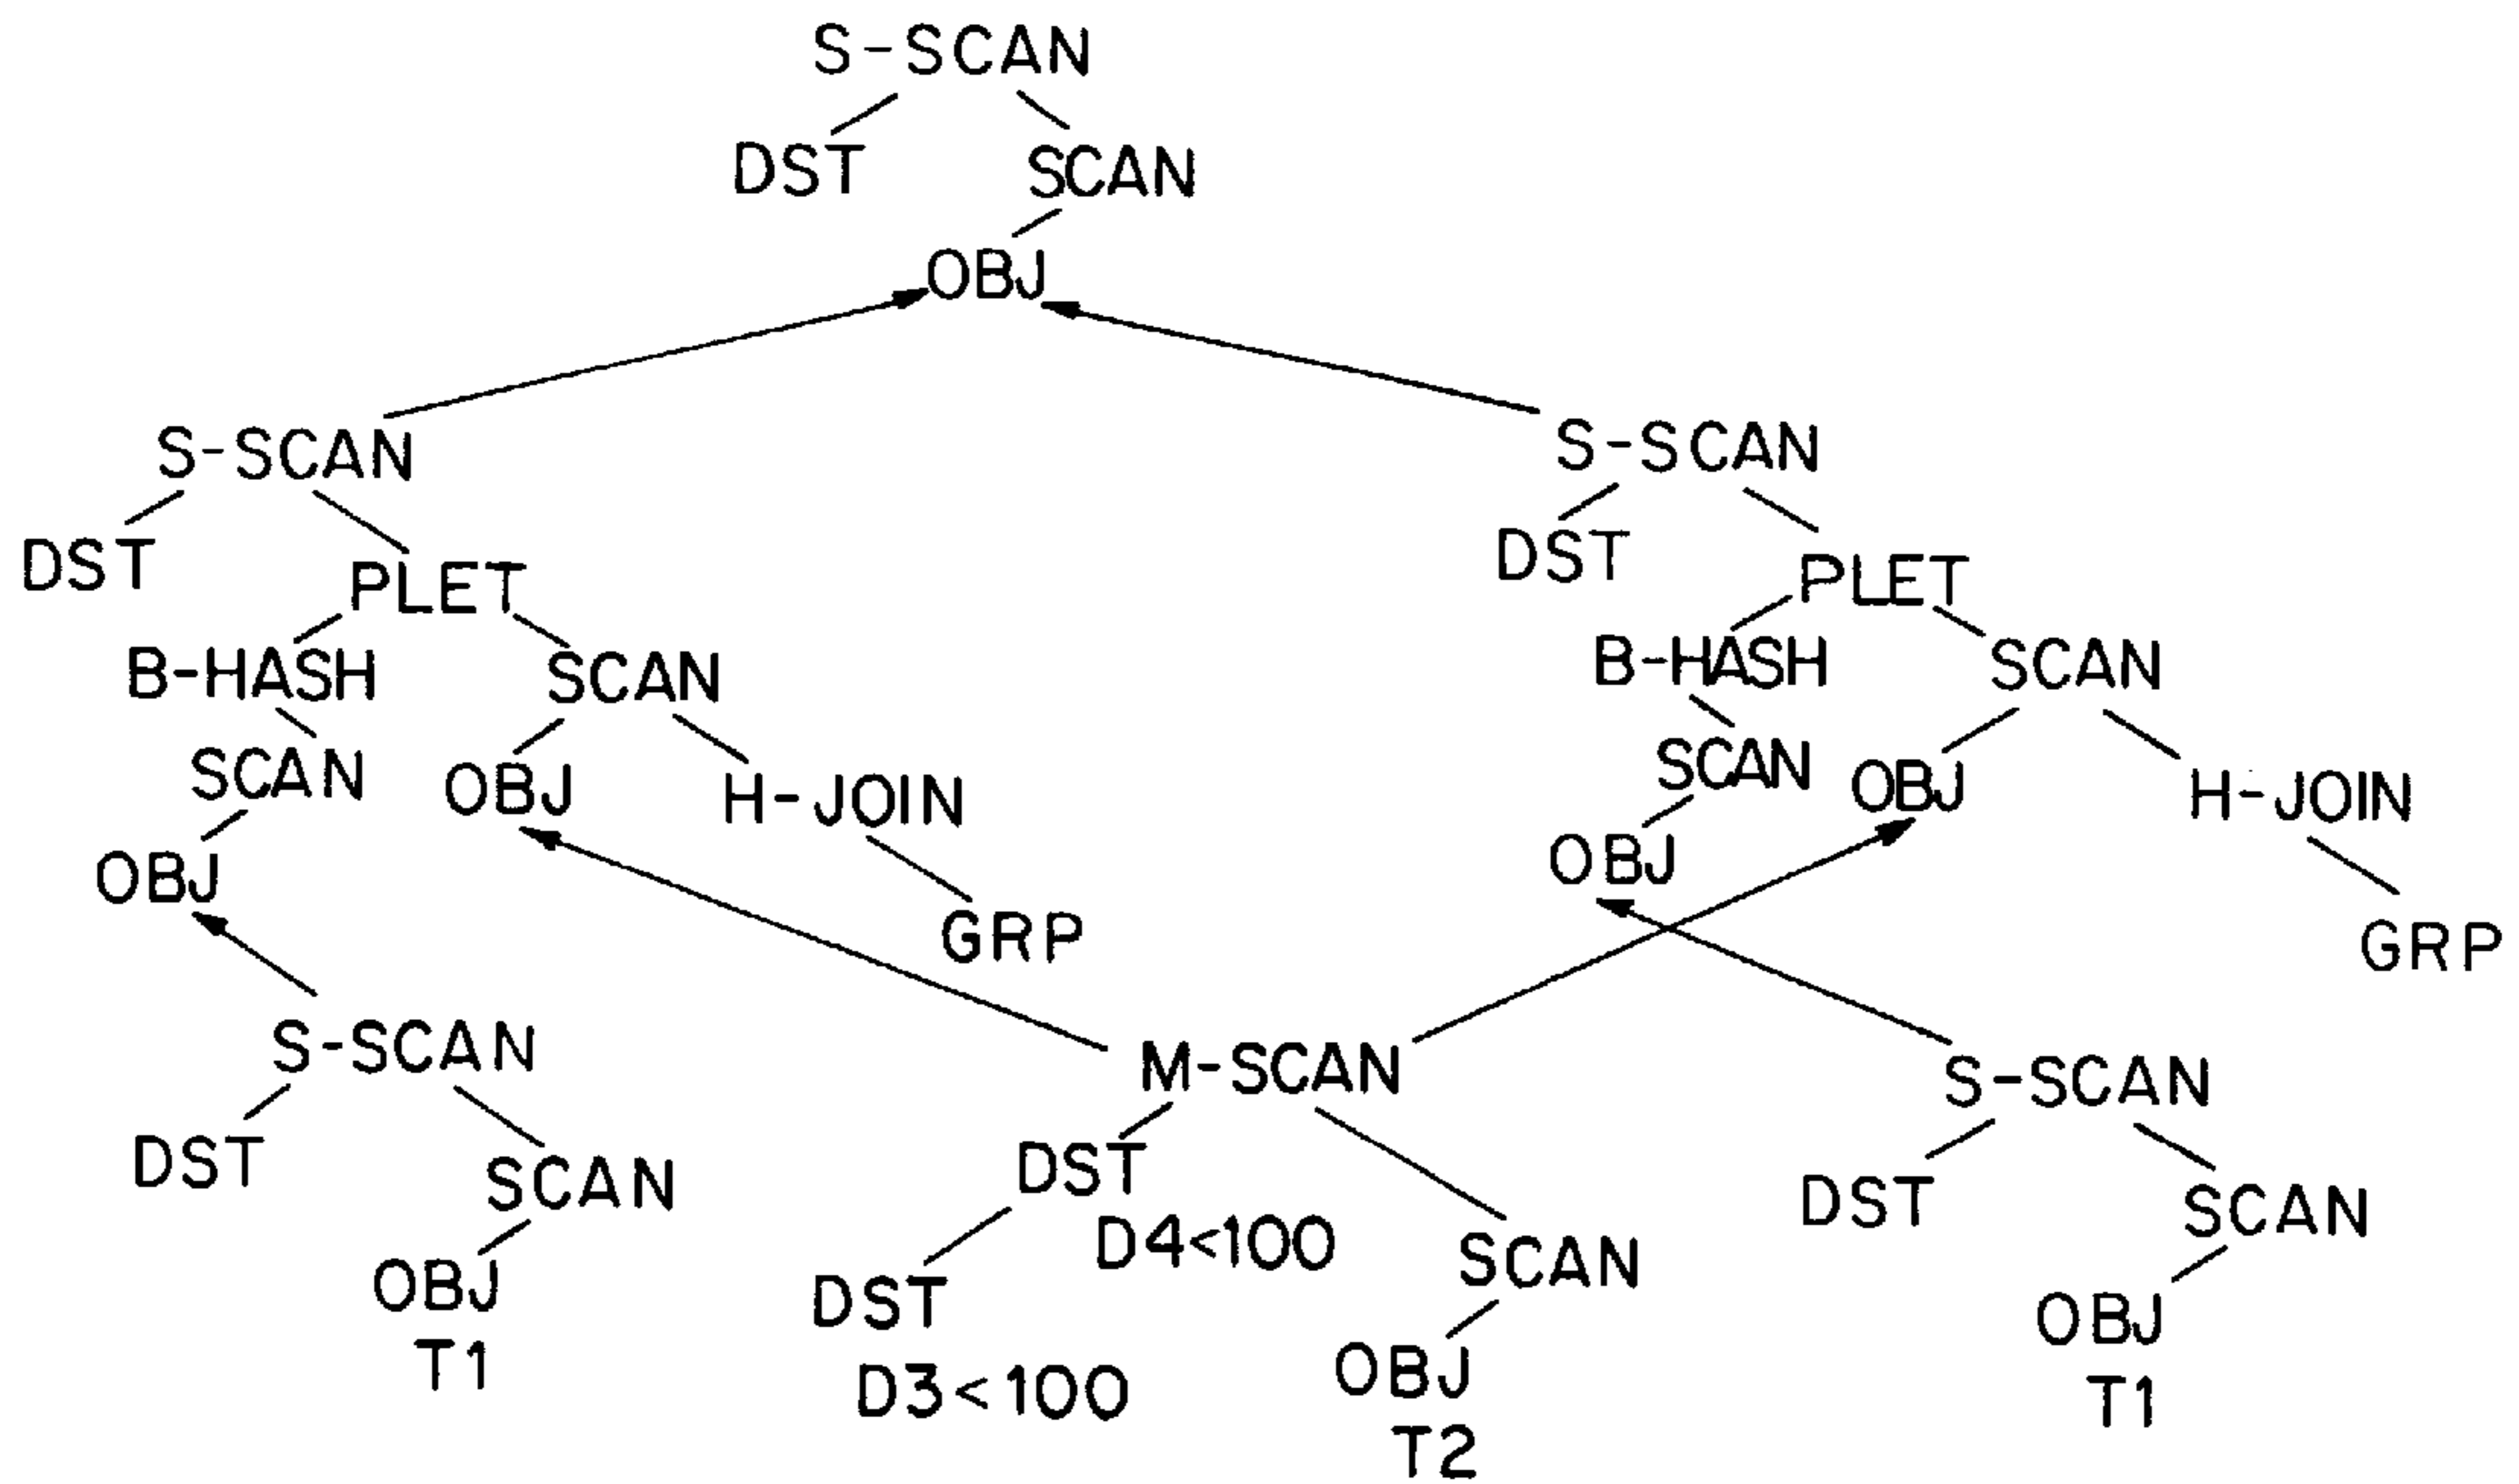 S-SCAN
DST
SCAN
OBJ
S-SCAN
S-SCAN
DST
DST
PLET
PLET
B-HASH
SCAN
B-HASH
SCAN
SCAN
OBJ
H-JOIN
SCAN
OBJ
H-JOIN
OBJ
OBJ
GRP
GRP
S-SCAN
M-SCAN
S-SCAN
DST
SCAN
DST
DST
SCAN
D4<100
SCAN
OBJ
T1
DST
D3<100
OBJ
T2
OBJ
T1